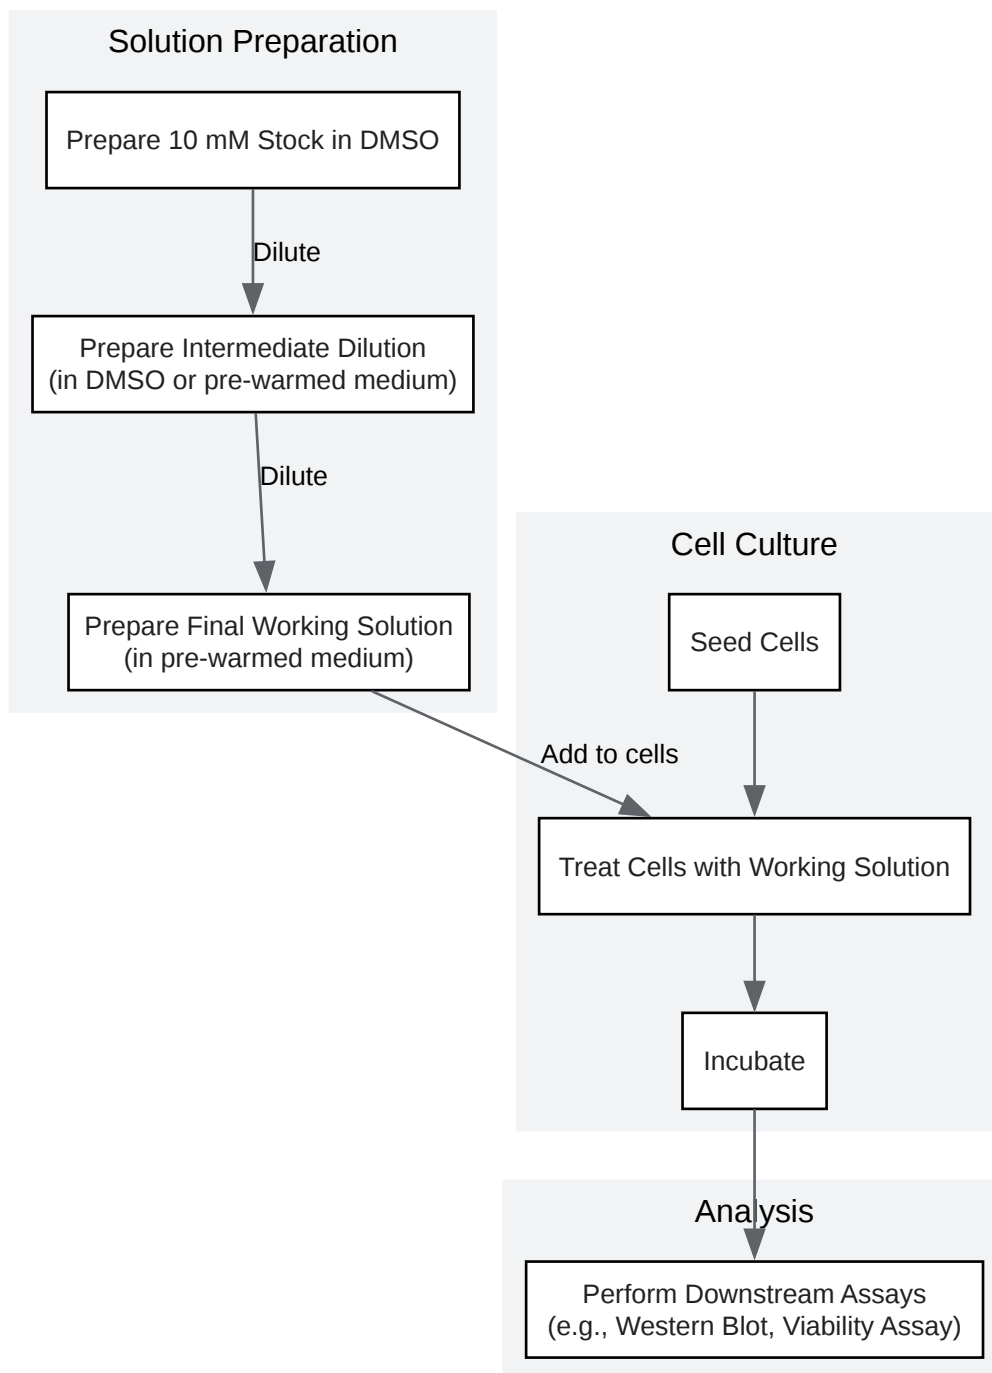 Solution Preparation
Prepare 10 mM Stock in DMSO
Dilute
Prepare Intermediate Dilution
(in DMSO or pre-warmed medium)
Dilute
Prepare Final Working Solution
(in pre-warmed medium)
Add to cells
Cell Culture
Seed Cells
Treat Cells with Working Solution
Incubate
Analysis
Perform Downstream Assays
(e.g., Western Blot, Viability Assay)